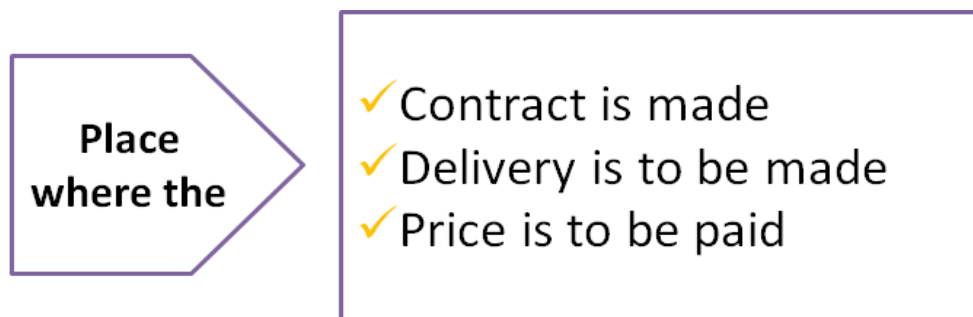 Place
where the
Contract is made
Delivery is to be made
Price is to be paid